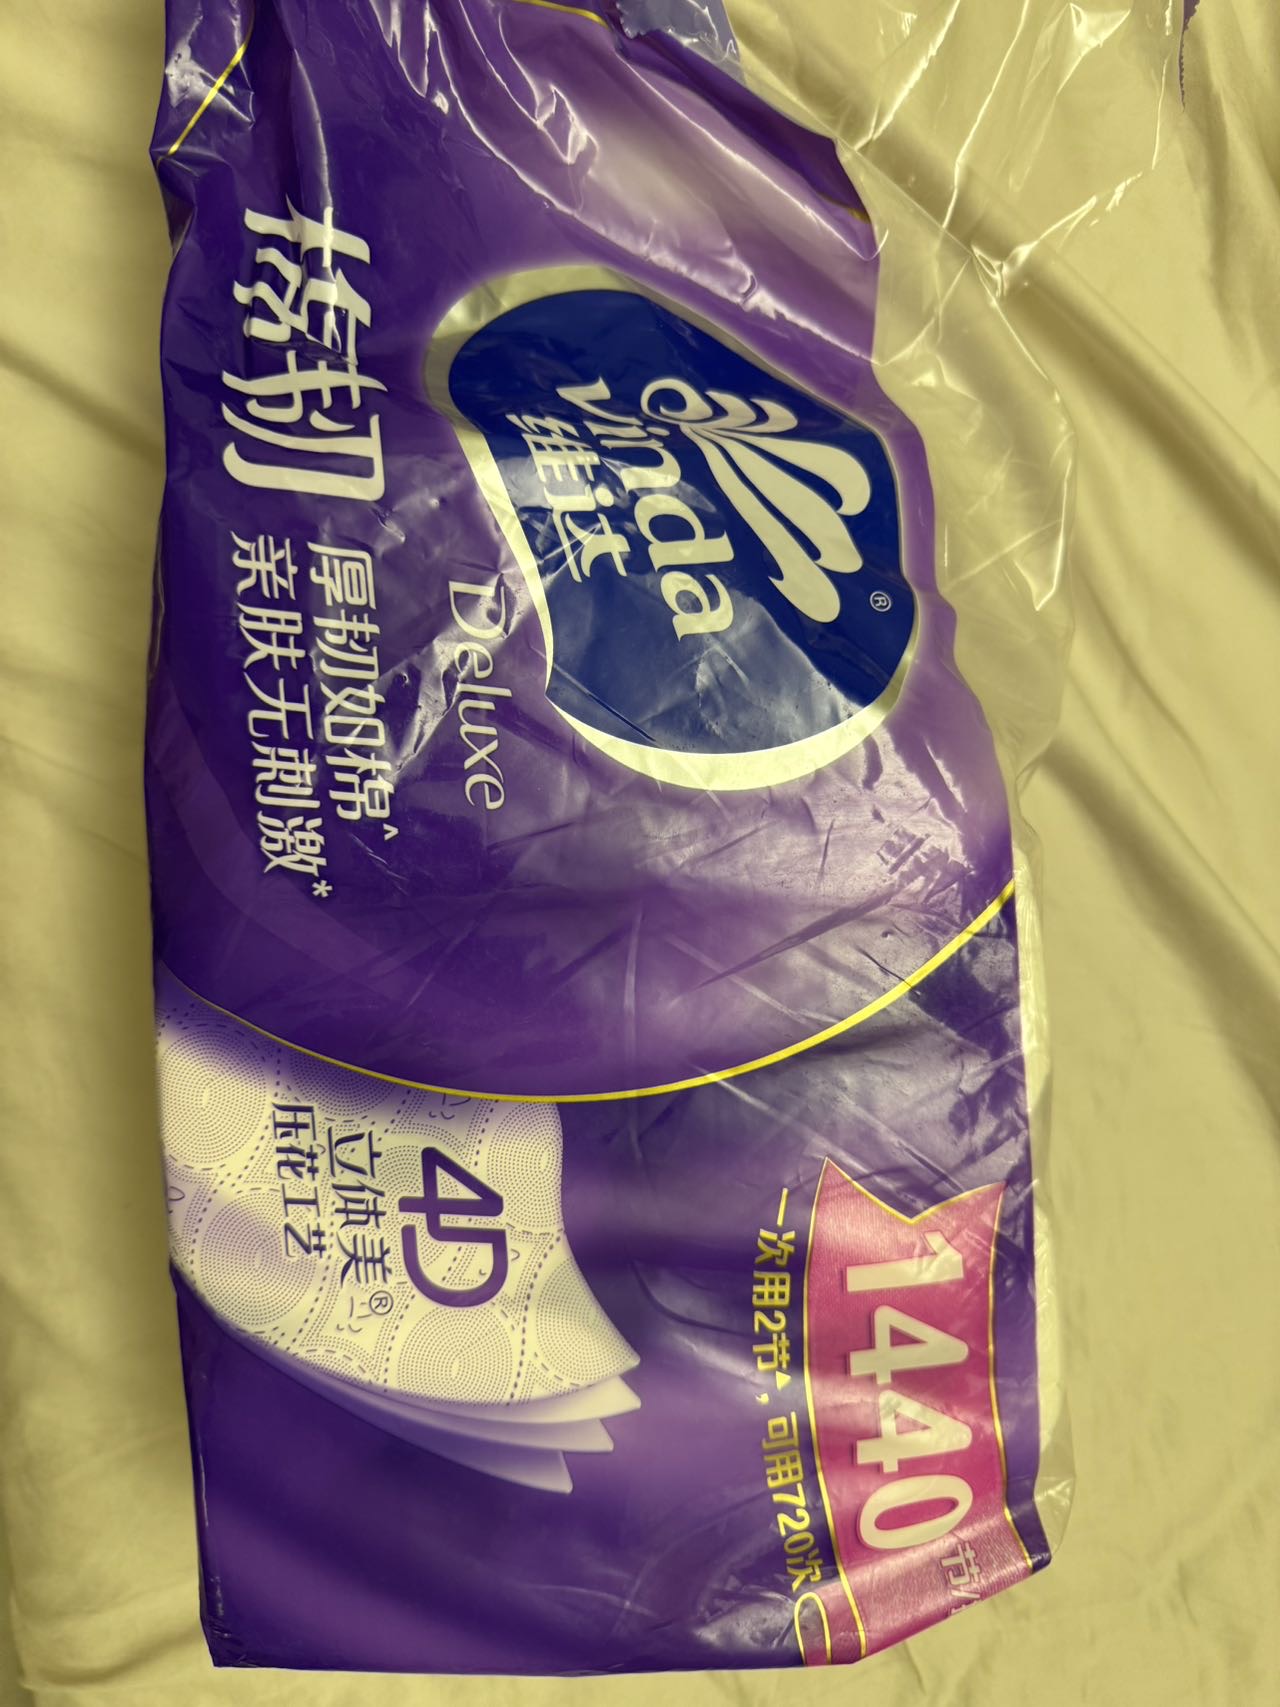 Vinda
维达
®
Deluxe
棉韧
厚韧如棉^
亲肤无刺激*
1440节/
一次用2节▲，可用720次
4D
立体美®
压花工艺